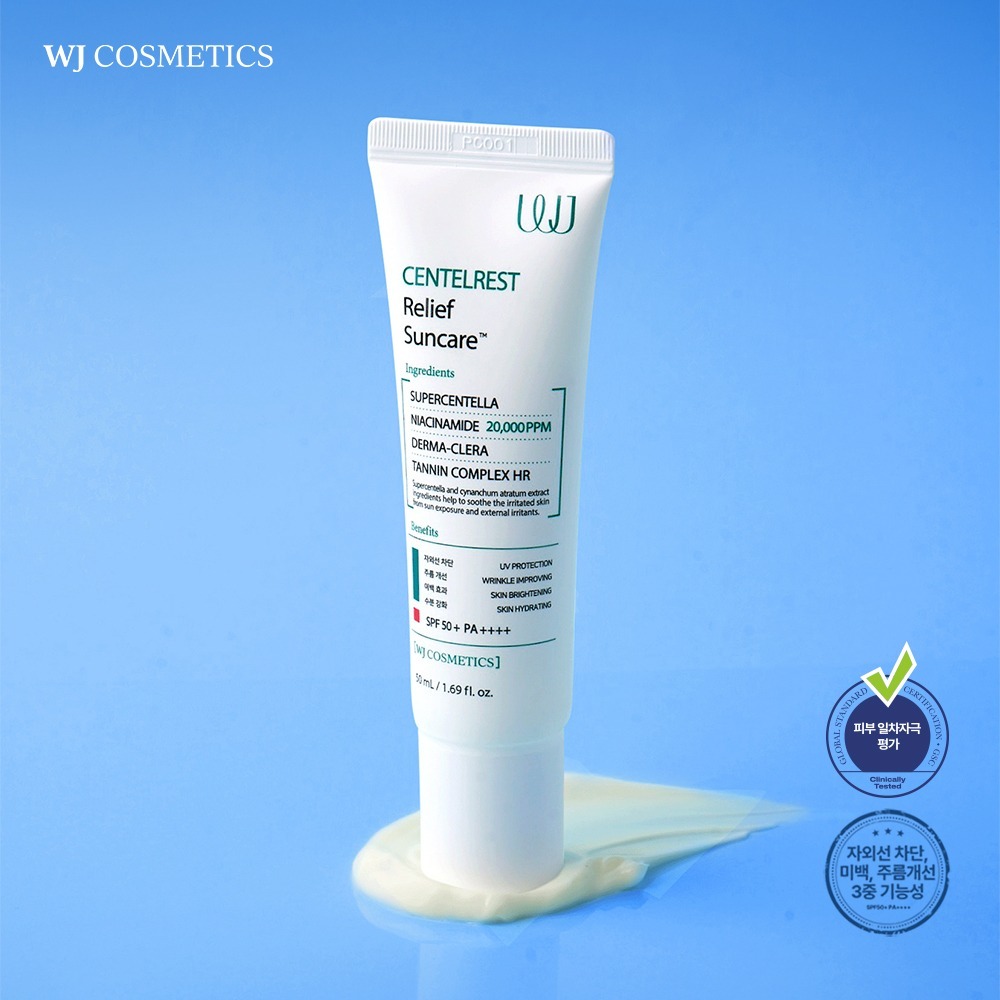 WJ COSMETICS
PC001
WJ
CENTELREST
Relief
Suncare™
Ingredients
SUPERCENTELLA
NIACINAMIDE 20,000PPM
DERMA-CLERA
TANNIN COMPLEX HR
Supercentella and cynanchum atratum extract
ingredients help to soothe the irritated skin
from sun exposure and external irritants.
Benefits
자외선 차단 UV PROTECTION
주름 개선 WRINKLE IMPROVING
미백 효과 SKIN BRIGHTENING
수분 강화 SKIN HYDRATING
SPF 50+ PA++++
[WJ COSMETICS]
50 mL / 1.69 fl. oz.
GLOBAL STANDARD CERTIFICATION • GSC
피부 일차자극
평가
Clinically
Tested
자외선 차단,
미백, 주름개선
3중 기능성
SPF50+ PA++++